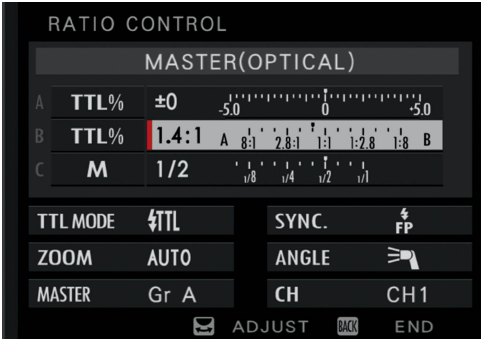 RATIO CONTROL
MASTER(OPTICAL)
A TTL% ±0 -5.0 0 +5.0
B TTL% 1.4:1 A 8:1 2.8:1 1:1 1:2.8 1:8 B
C M 1/2 1/8 1/4 1/2 1/1
TTL MODE TTL SYNC. FP
ZOOM AUTO ANGLE
MASTER Gr A CH CH1
ADJUST BACK END